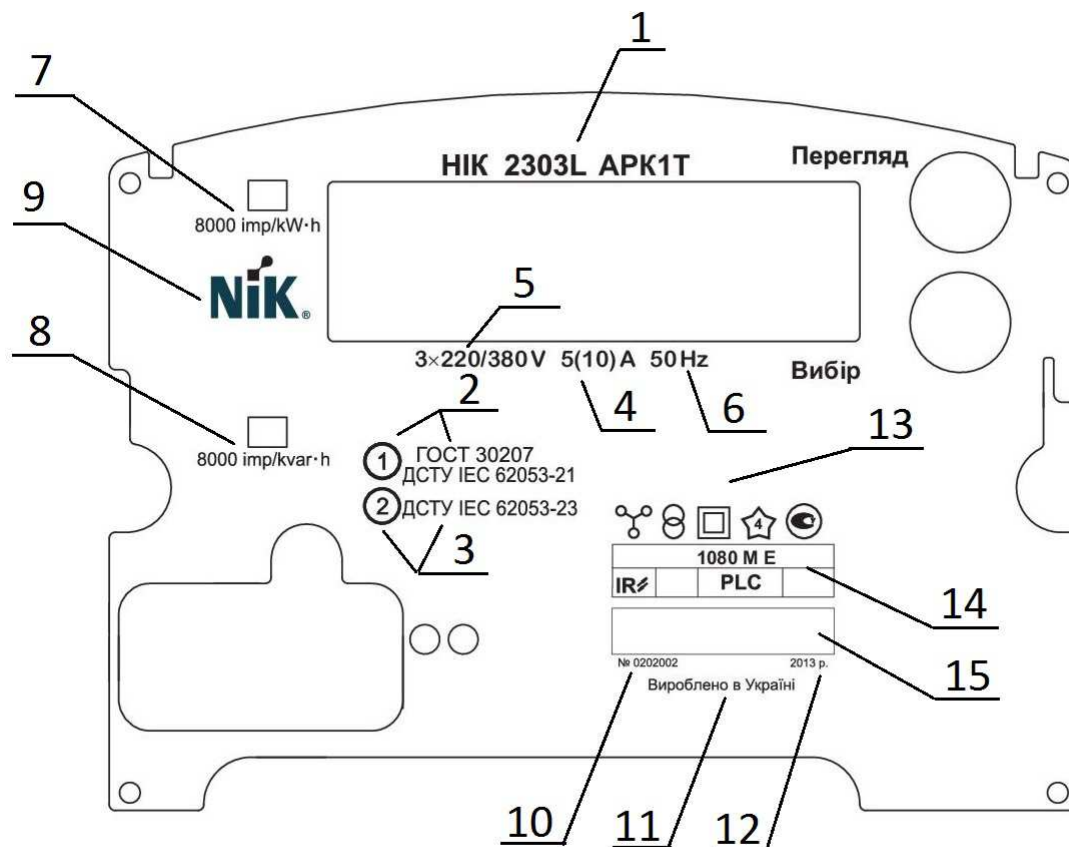 1
7
НІК 2303L АРК1Т
Перегляд
9
8000 imp/kW·h
NiK®
5
8
3×220/380V 5(10)A 50Hz
Вибір
2
4
6
13
8000 imp/kvar·h
1 ГОСТ 30207
ДСТУ IEC 62053-21
2 ДСТУ IEC 62053-23
3
4
1080 М Е
14
IR PLC
15
№ 0202002 2013 р.
Вироблено в Україні
10 11 12